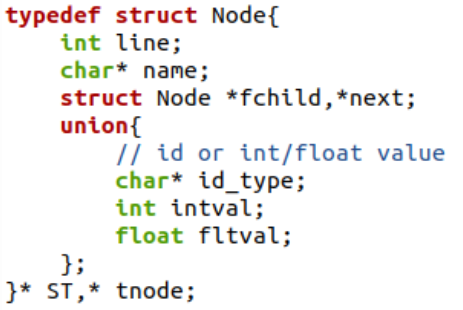 typedef struct Node{
    int line;
    char* name;
    struct Node *fchild,*next;
    union{
        // id or int/float value
        char* id_type;
        int intval;
        float fltval;
    };
}* ST,* tnode;